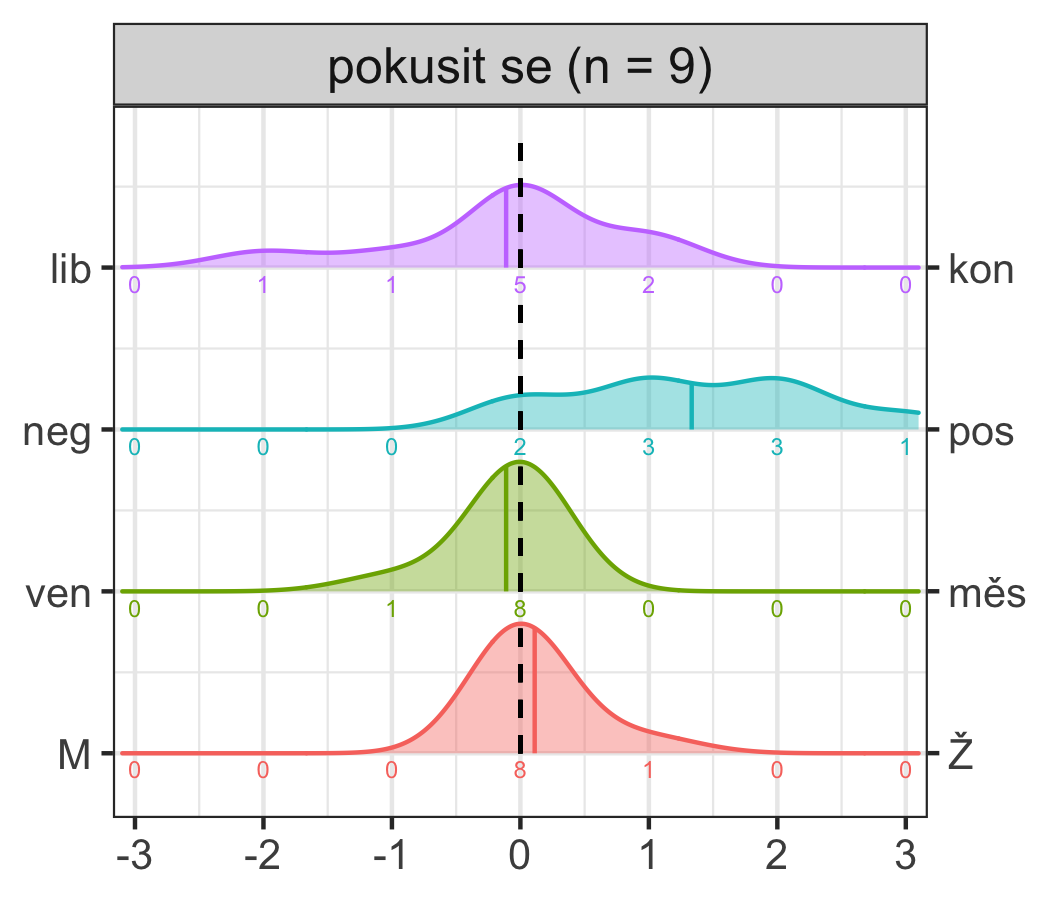 pokusit se (n = 9)
lib kon
0 1 1 5 2 0 0
neg pos
0 0 0 2 3 3 1
ven měs
0 0 1 8 0 0 0
M Ž
0 0 0 8 1 0 0
-3 -2 -1 0 1 2 3